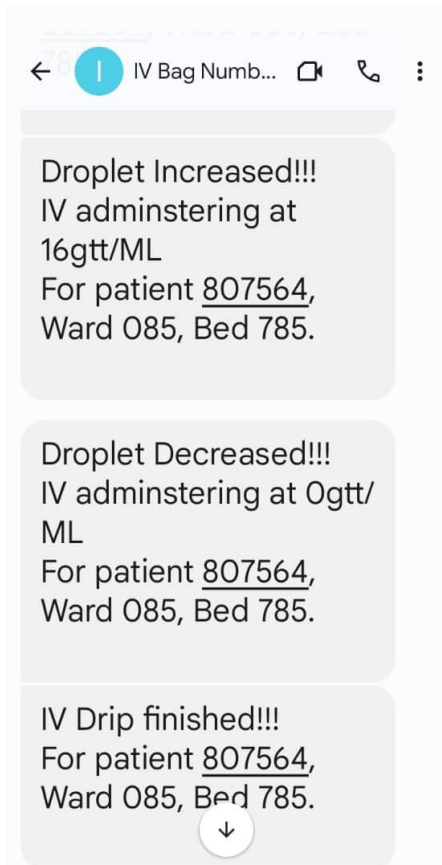 IV Bag Numb...
Droplet Increased!!!
IV adminstering at
16gtt/ML
For patient 807564,
Ward 085, Bed 785.
Droplet Decreased!!!
IV adminstering at 0gtt/
ML
For patient 807564,
Ward 085, Bed 785.
IV Drip finished!!!
For patient 807564,
Ward 085, Bed 785.